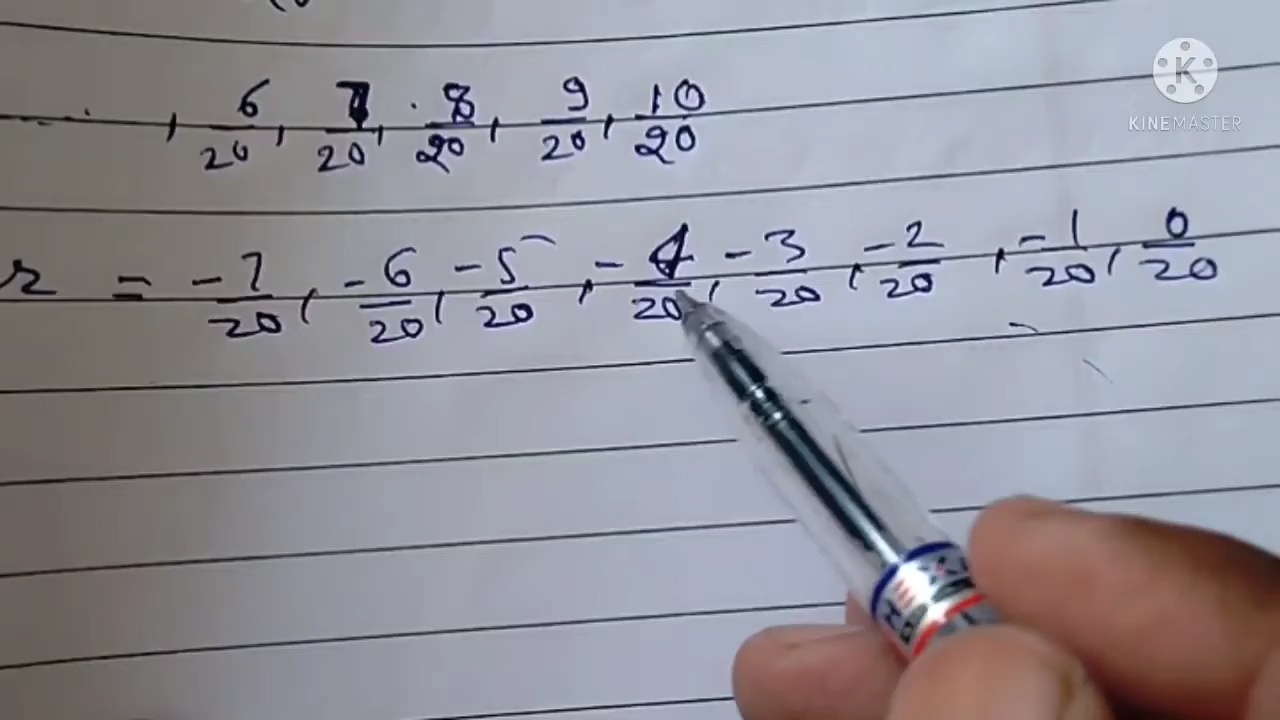 , 6/20, 7/20, 8/20, 9/20, 10/20
r = -7/20, -6/20, -5/20, -4/20, -3/20, -2/20, -1/20, 0/20
K
KINEMASTER